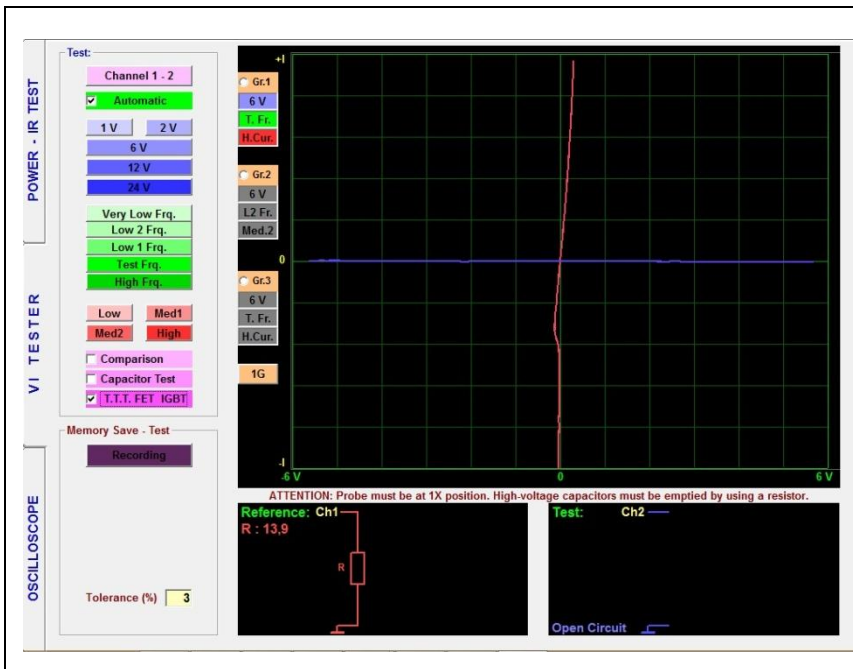 POWER - IR TEST
VI TESTER
OSCILLOSCOPE
Test:
Channel 1 - 2
Automatic
1 V 2 V
6 V
12 V
24 V
Very Low Frq.
Low 2 Frq.
Low 1 Frq.
Test Frq.
High Frq.
Low Med1
Med2 High
Comparison
Capacitor Test
T.T.T. FET IGBT
Memory Save - Test
Recording
Tolerance (%) 3
+I
Gr.1
6 V
T. Fr.
H.Cur.
Gr.2
6 V
L2 Fr.
Med.2
0
Gr.3
6 V
T. Fr.
H.Cur.
1G
-I
-6 V 0 6 V
ATTENTION: Probe must be at 1X position. High-voltage capacitors must be emptied by using a resistor.
Reference: Ch1
R : 13,9
R
Test: Ch2
Open Circuit